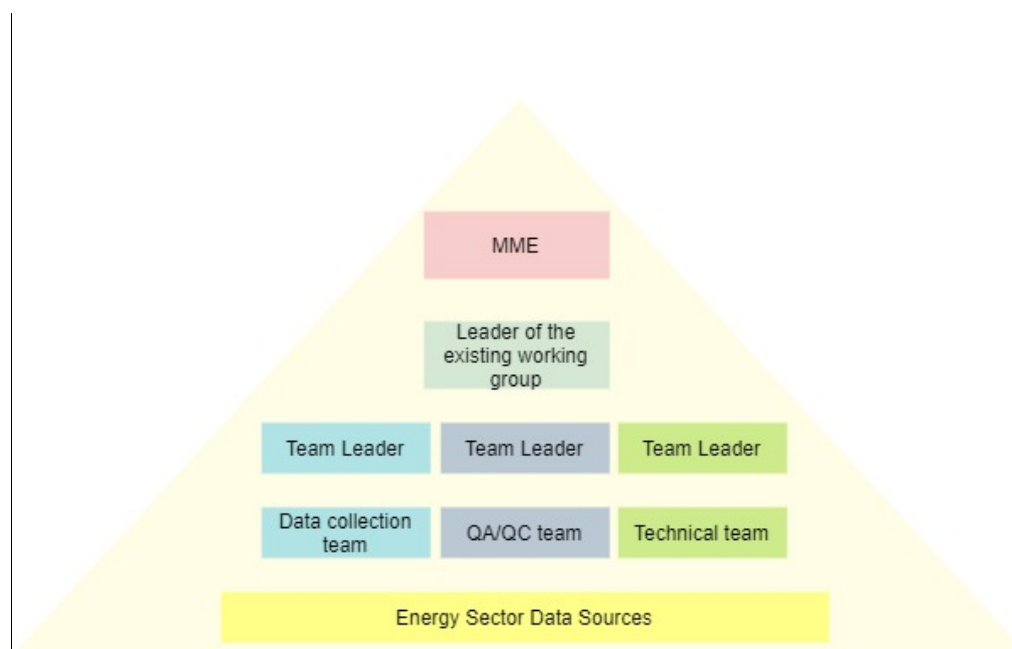 MME
Leader of the
existing working
group
Team Leader
Team Leader
Team Leader
Data collection
team
QA/QC team
Technical team
Energy Sector Data Sources